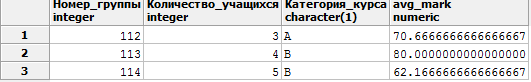 Номер_группы Количество_учащихся Категория_курса avg_mark
integer integer character(1) numeric
1 112 3 A 70.6666666666666667
2 113 4 B 80.0000000000000000
3 114 5 B 62.1666666666666667